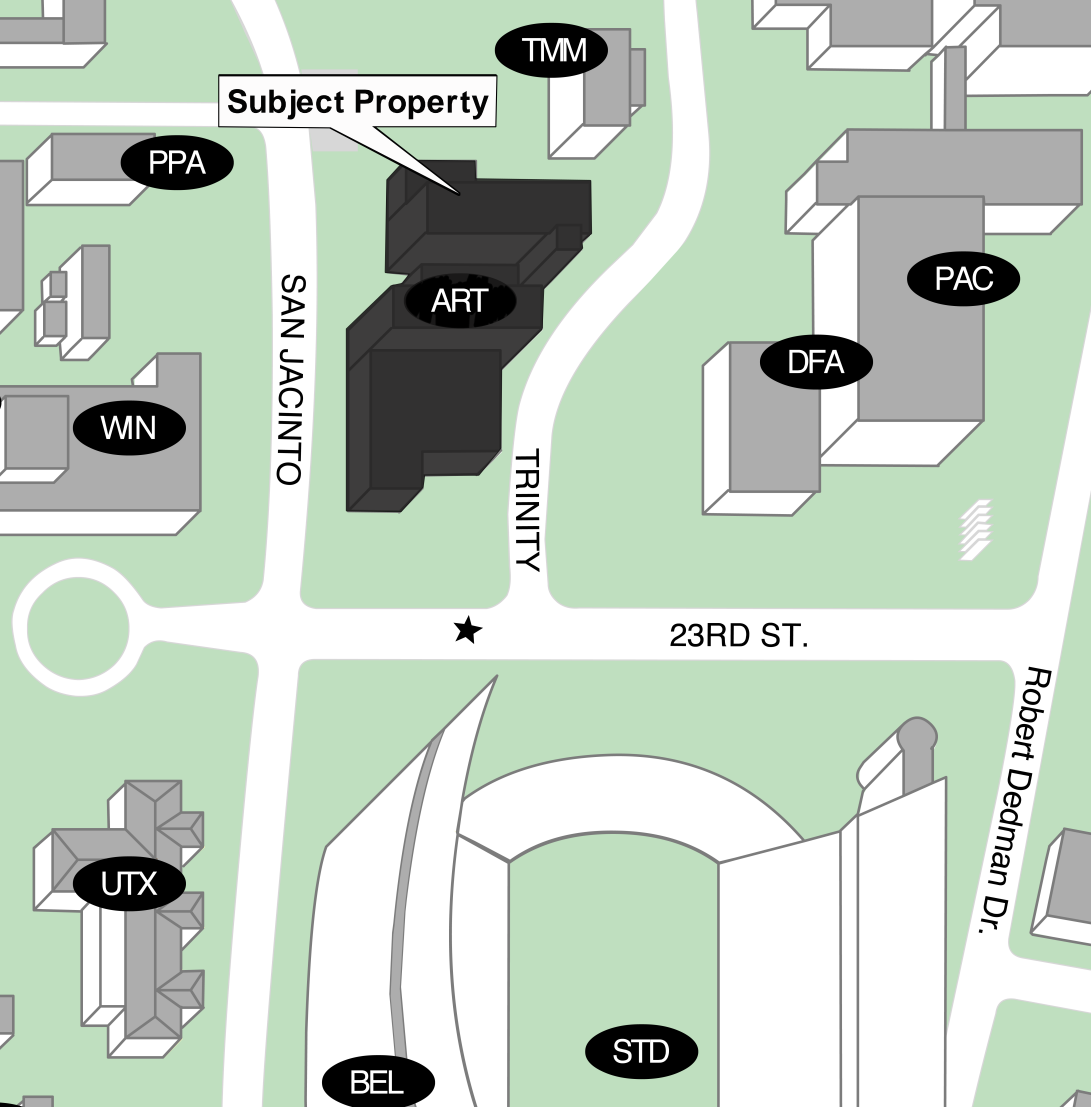 TMM
Subject Property
PPA
PAC
ART
SAN JACINTO
DFA
WIN
TRINITY
23RD ST.
Robert Dedman Dr.
UTX
STD
BEL